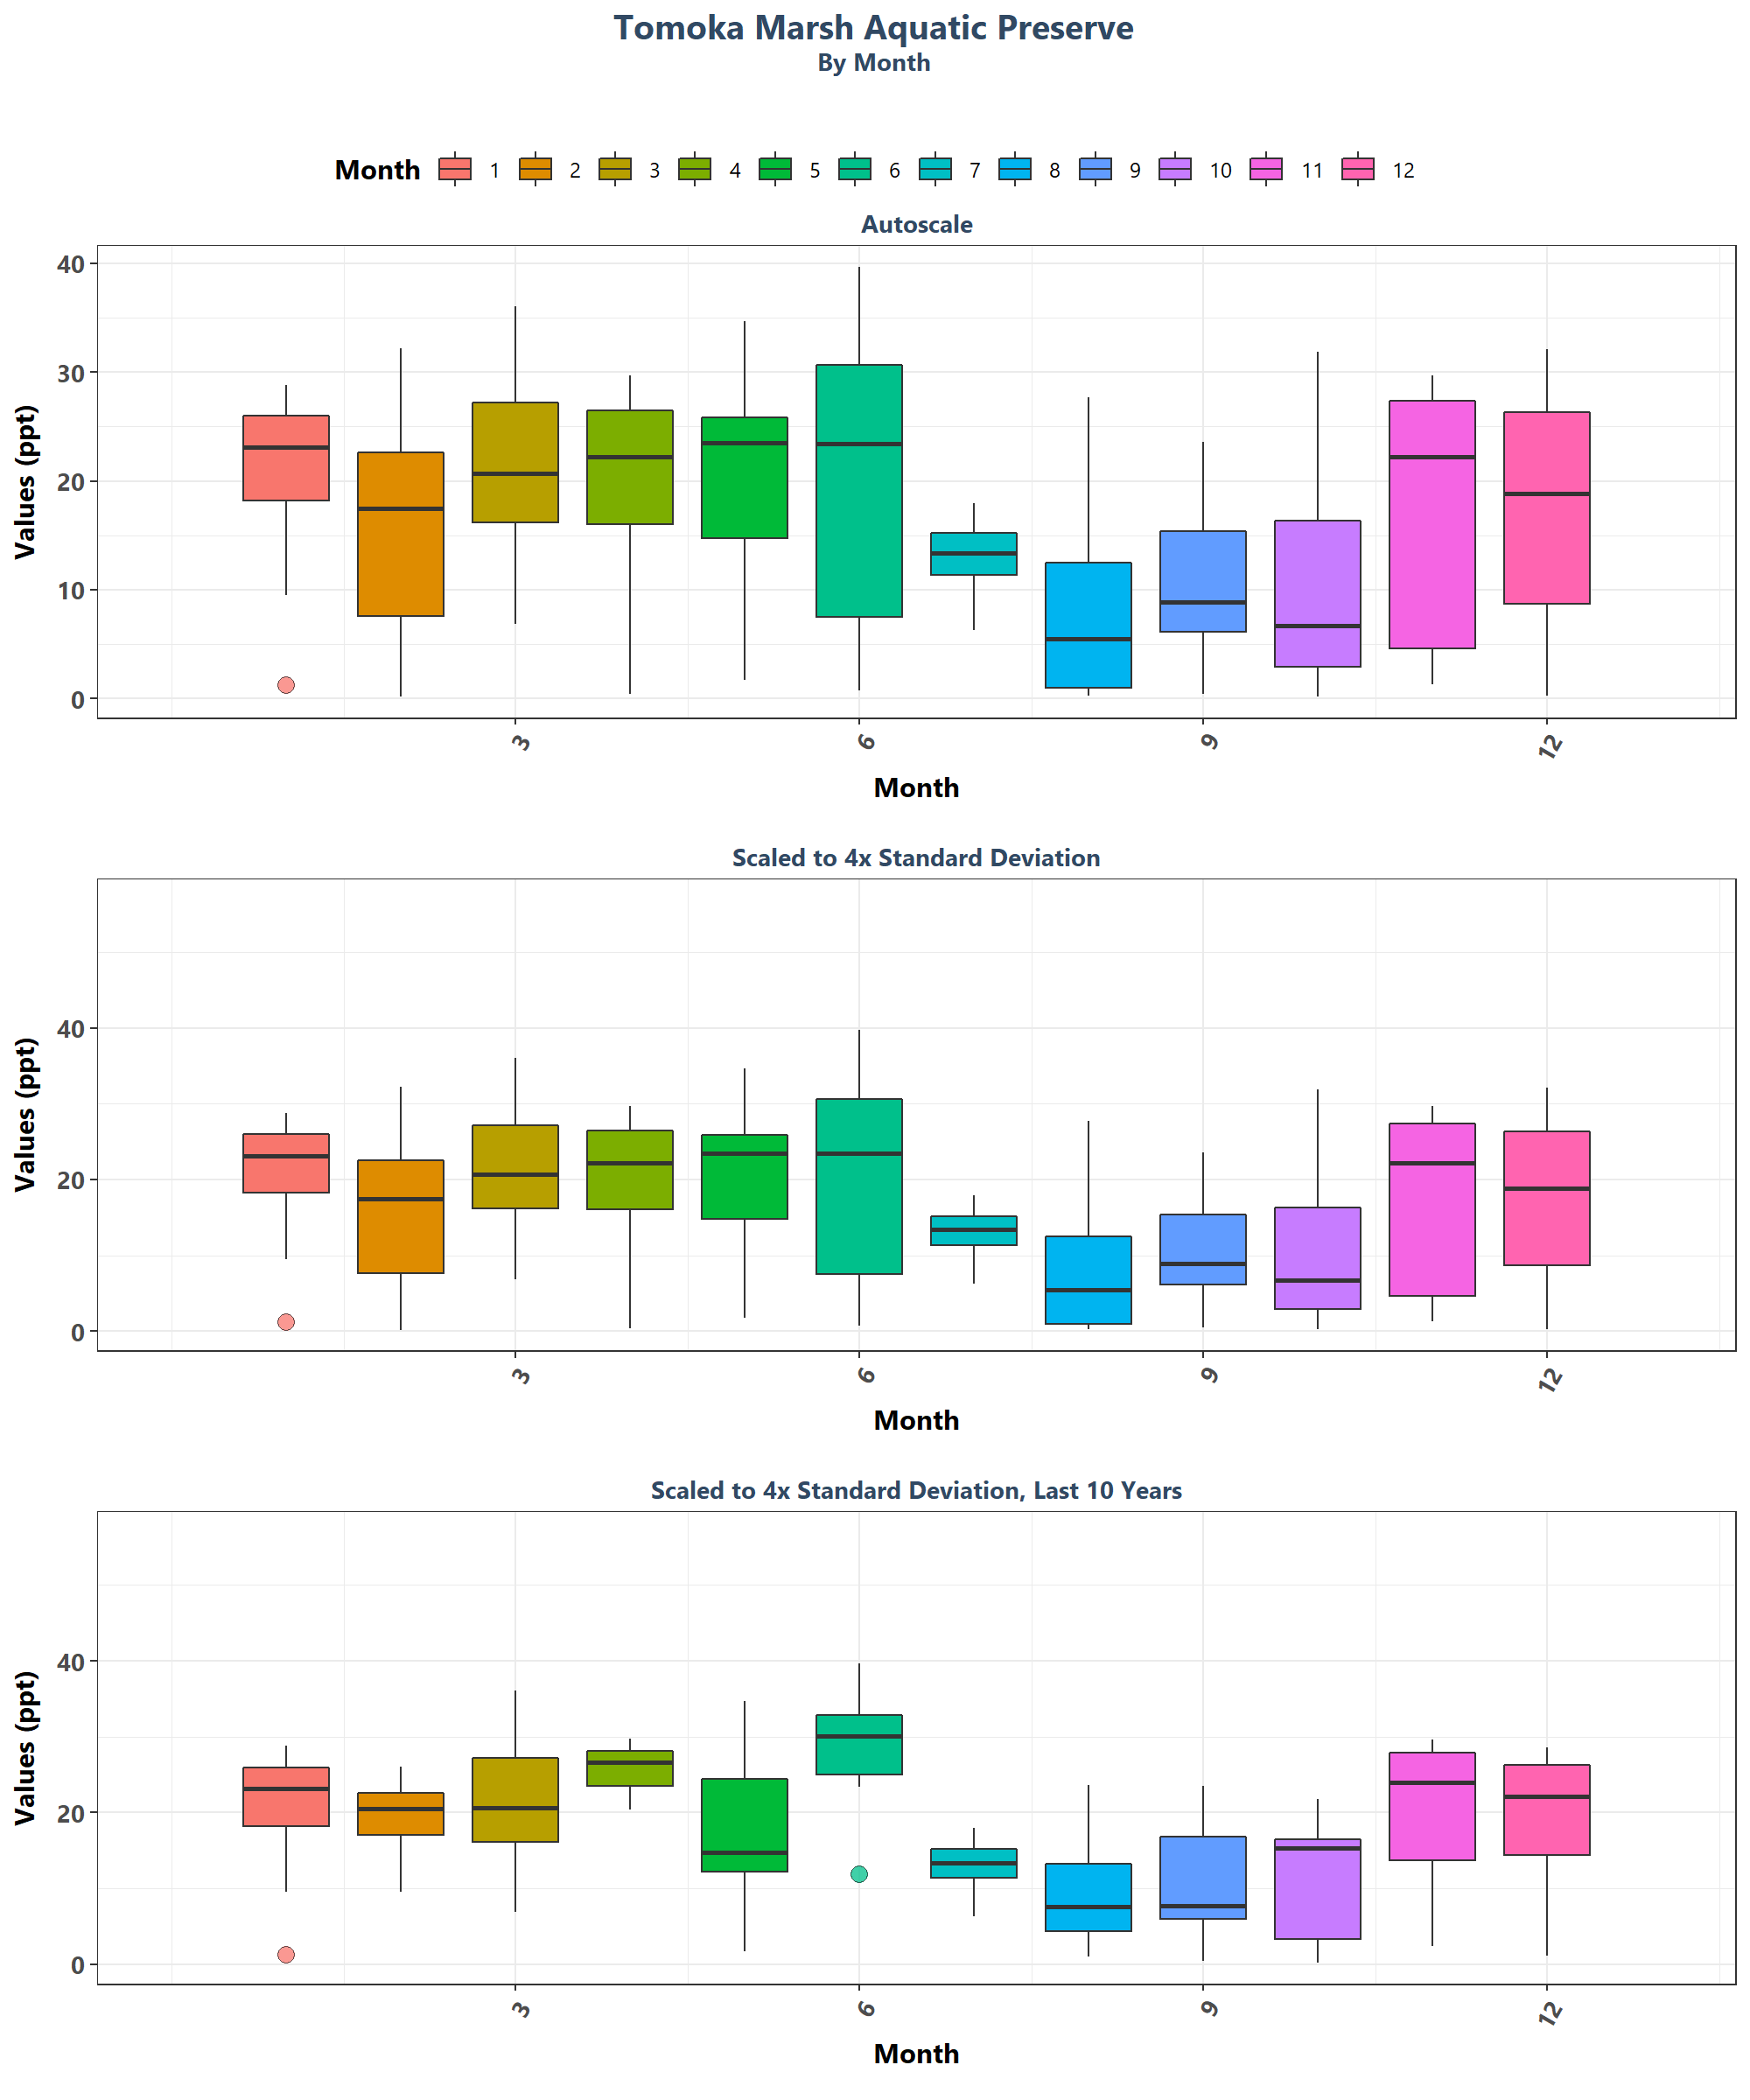 Tomoka Marsh Aquatic Preserve
By Month
Month 1 2 3 4 5 6 7 8 9 10 11 12
Autoscale
Values (ppt)
40
30
20
10
0
3 6 9 12
Month
Scaled to 4x Standard Deviation
Values (ppt)
40
20
0
3 6 9 12
Month
Scaled to 4x Standard Deviation, Last 10 Years
Values (ppt)
40
20
0
3 6 9 12
Month